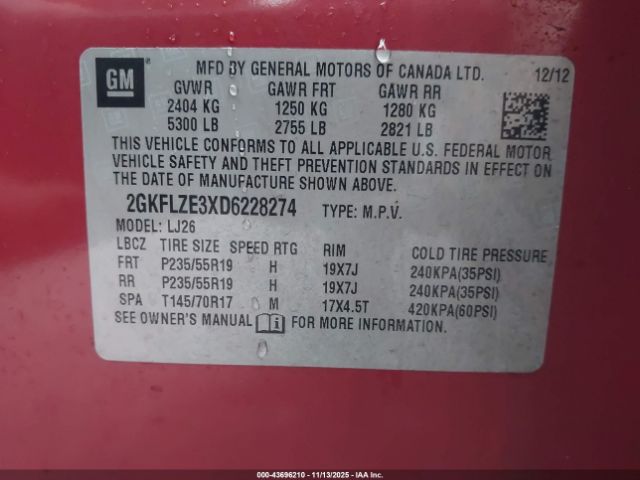 GM
MFD BY GENERAL MOTORS OF CANADA LTD. 12/12
GVWR GAWR FRT GAWR RR
2404 KG 1250 KG 1280 KG
5300 LB 2755 LB 2821 LB
THIS VEHICLE CONFORMS TO ALL APPLICABLE U.S. FEDERAL MOTOR
VEHICLE SAFETY AND THEFT PREVENTION STANDARDS IN EFFECT ON
THE DATE OF MANUFACTURE SHOWN ABOVE.
2GKFLZE3XD6228274 TYPE: M.P.V.
MODEL: LJ26
LBCZ TIRE SIZE SPEED RTG RIM COLD TIRE PRESSURE
FRT P235/55R19 H 19X7J 240KPA(35PSI)
RR P235/55R19 H 19X7J 240KPA(35PSI)
SPA T145/70R17 M 17X4.5T 420KPA(60PSI)
SEE OWNER'S MANUAL FOR MORE INFORMATION.
000-43696210 - 11/13/2025 - IAA Inc.